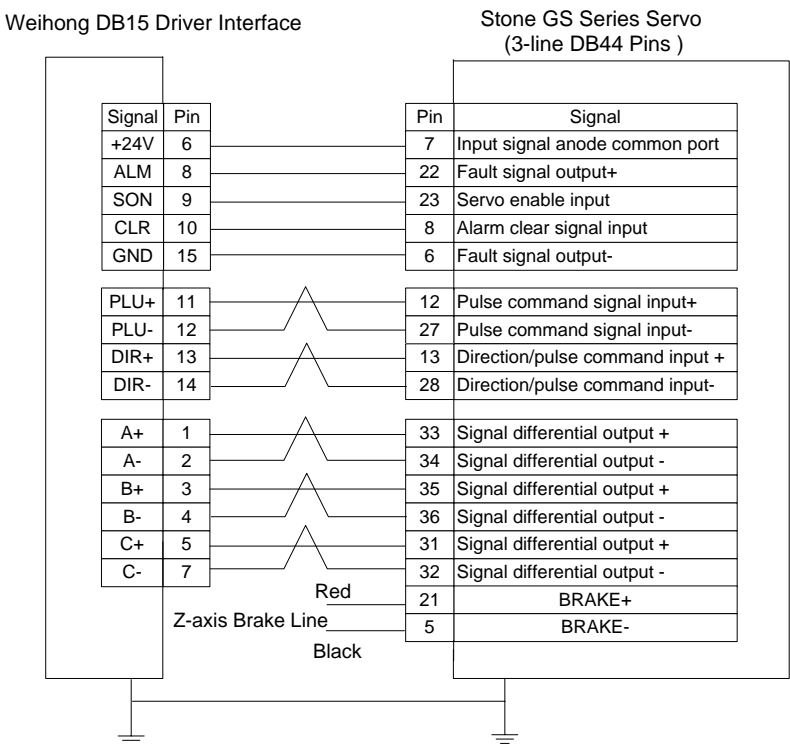 Weihong DB15 Driver Interface
Stone GS Series Servo
(3-line DB44 Pins )
Signal Pin Pin Signal
+24V 6 7 Input signal anode common port
ALM 8 22 Fault signal output+
SON 9 23 Servo enable input
CLR 10 8 Alarm clear signal input
GND 15 6 Fault signal output-
PLU+ 11 12 Pulse command signal input+
PLU- 12 27 Pulse command signal input-
DIR+ 13 13 Direction/pulse command input +
DIR- 14 28 Direction/pulse command input-
A+ 1 33 Signal differential output +
A- 2 34 Signal differential output -
B+ 3 35 Signal differential output +
B- 4 36 Signal differential output -
C+ 5 31 Signal differential output +
C- 7 32 Signal differential output -
Red 21 BRAKE+
Z-axis Brake Line 5 BRAKE-
Black